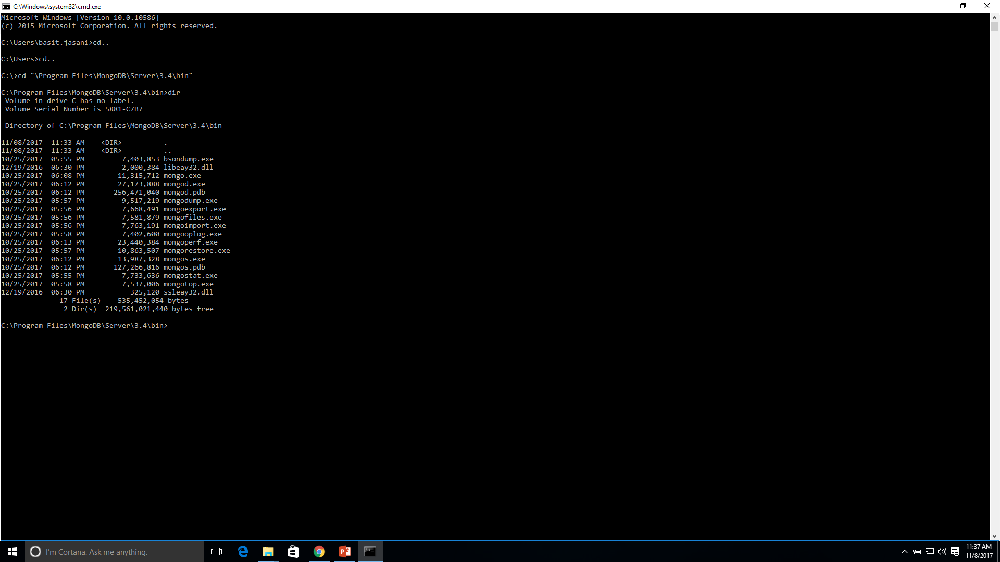 C:\Windows\system32\cmd.exe
Microsoft Windows [Version 10.0.10586]
(c) 2015 Microsoft Corporation. All rights reserved.
C:\Users\basit.jasani>cd..
C:\Users>cd..
C:\>cd "\Program Files\MongoDB\Server\3.4\bin"
C:\Program Files\MongoDB\Server\3.4\bin>dir
Volume in drive C has no label.
Volume Serial Number is 5881-C7B7
Directory of C:\Program Files\MongoDB\Server\3.4\bin
11/08/2017  11:33 AM    <DIR>          .
11/08/2017  11:33 AM    <DIR>          ..
10/25/2017  05:55 PM         7,403,853 bsondump.exe
12/19/2016  06:30 PM         2,000,384 libeay32.dll
10/25/2017  06:08 PM        11,315,712 mongo.exe
10/25/2017  06:12 PM        27,173,888 mongod.exe
10/25/2017  06:12 PM       256,471,040 mongod.pdb
10/25/2017  05:57 PM         9,517,219 mongodump.exe
10/25/2017  05:56 PM         7,668,491 mongoexport.exe
10/25/2017  05:56 PM         7,581,879 mongofiles.exe
10/25/2017  05:56 PM         7,763,191 mongoimport.exe
10/25/2017  05:58 PM         7,402,600 mongooplog.exe
10/25/2017  06:13 PM        23,440,384 mongoperf.exe
10/25/2017  05:57 PM        10,863,507 mongorestore.exe
10/25/2017  06:12 PM        13,987,328 mongos.exe
10/25/2017  06:12 PM       127,266,816 mongos.pdb
10/25/2017  05:55 PM         7,733,636 mongostat.exe
10/25/2017  05:58 PM         7,537,006 mongotop.exe
12/19/2016  06:30 PM           325,120 ssleay32.dll
17 File(s)    535,452,054 bytes
2 Dir(s)  219,561,021,440 bytes free
C:\Program Files\MongoDB\Server\3.4\bin>
I'm Cortana. Ask me anything.
11:37 AM
11/8/2017